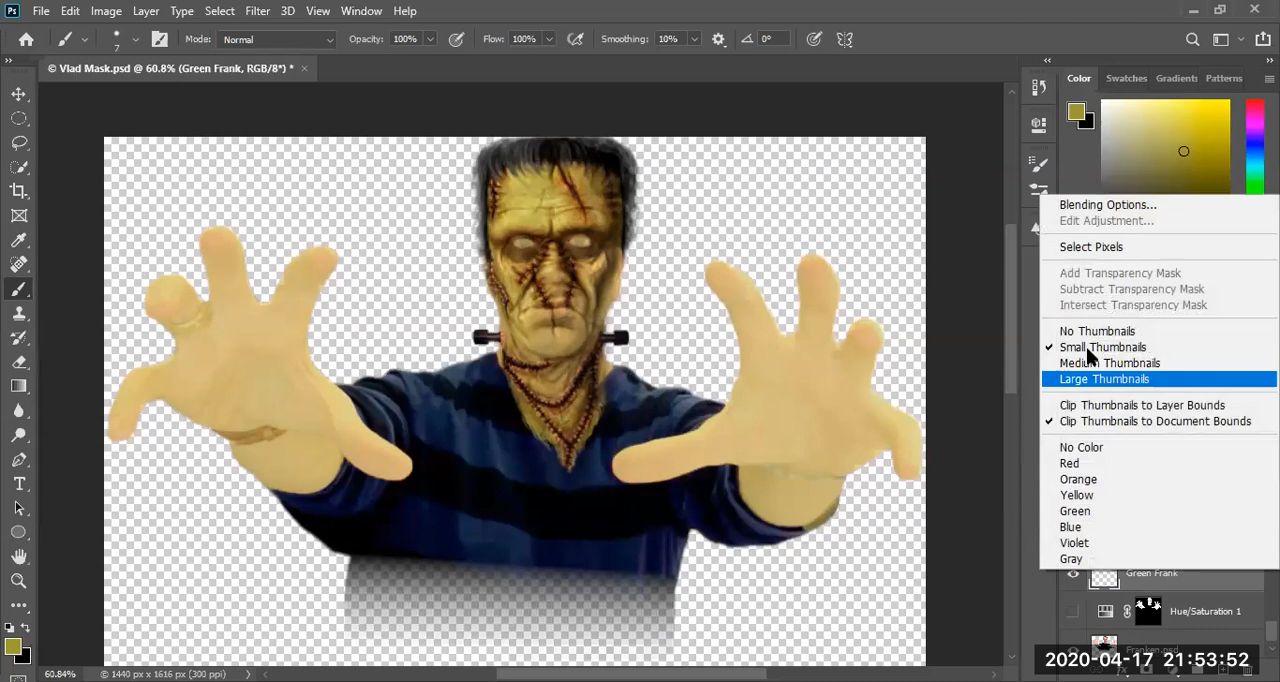 Ps File Edit Image Layer Type Select Filter 3D View Window Help
7 Mode: Normal Opacity: 100% Flow: 100% Smoothing: 10% 0°
© Vlad Mask.psd @ 60.8% (Green Frank, RGB/8*) * ×
Color Swatches Gradients Patterns
Blending Options...
Edit Adjustment...
Select Pixels
Add Transparency Mask
Subtract Transparency Mask
Intersect Transparency Mask
No Thumbnails
Small Thumbnails
Medium Thumbnails
Large Thumbnails
Clip Thumbnails to Layer Bounds
Clip Thumbnails to Document Bounds
No Color
Red
Orange
Yellow
Green
Blue
Violet
Gray
Green Frank
Hue/Saturation 1
Franken.psd
2020-04-17 21:53:52
60.84% © 1440 px x 1616 px (300 ppi)